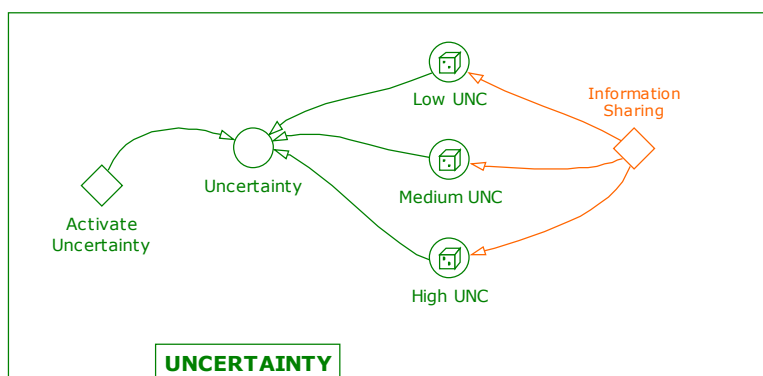 Low UNC
Information
Sharing
Uncertainty
Medium UNC
Activate
Uncertainty
High UNC
UNCERTAINTY